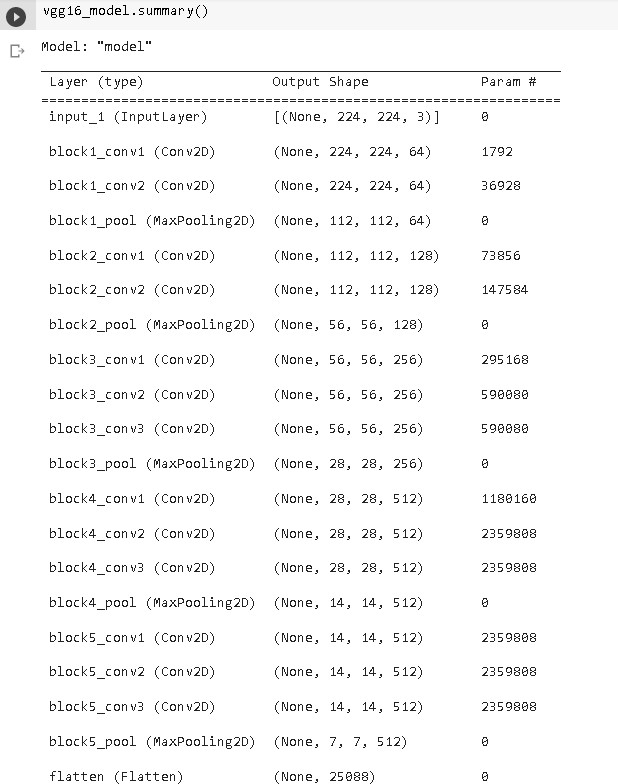 vgg16_model.summary()
Model: "model"
Layer (type) Output Shape Param #
=================================================================
input_1 (InputLayer) [(None, 224, 224, 3)] 0
block1_conv1 (Conv2D) (None, 224, 224, 64) 1792
block1_conv2 (Conv2D) (None, 224, 224, 64) 36928
block1_pool (MaxPooling2D) (None, 112, 112, 64) 0
block2_conv1 (Conv2D) (None, 112, 112, 128) 73856
block2_conv2 (Conv2D) (None, 112, 112, 128) 147584
block2_pool (MaxPooling2D) (None, 56, 56, 128) 0
block3_conv1 (Conv2D) (None, 56, 56, 256) 295168
block3_conv2 (Conv2D) (None, 56, 56, 256) 590080
block3_conv3 (Conv2D) (None, 56, 56, 256) 590080
block3_pool (MaxPooling2D) (None, 28, 28, 256) 0
block4_conv1 (Conv2D) (None, 28, 28, 512) 1180160
block4_conv2 (Conv2D) (None, 28, 28, 512) 2359808
block4_conv3 (Conv2D) (None, 28, 28, 512) 2359808
block4_pool (MaxPooling2D) (None, 14, 14, 512) 0
block5_conv1 (Conv2D) (None, 14, 14, 512) 2359808
block5_conv2 (Conv2D) (None, 14, 14, 512) 2359808
block5_conv3 (Conv2D) (None, 14, 14, 512) 2359808
block5_pool (MaxPooling2D) (None, 7, 7, 512) 0
flatten (Flatten) (None, 25088) 0